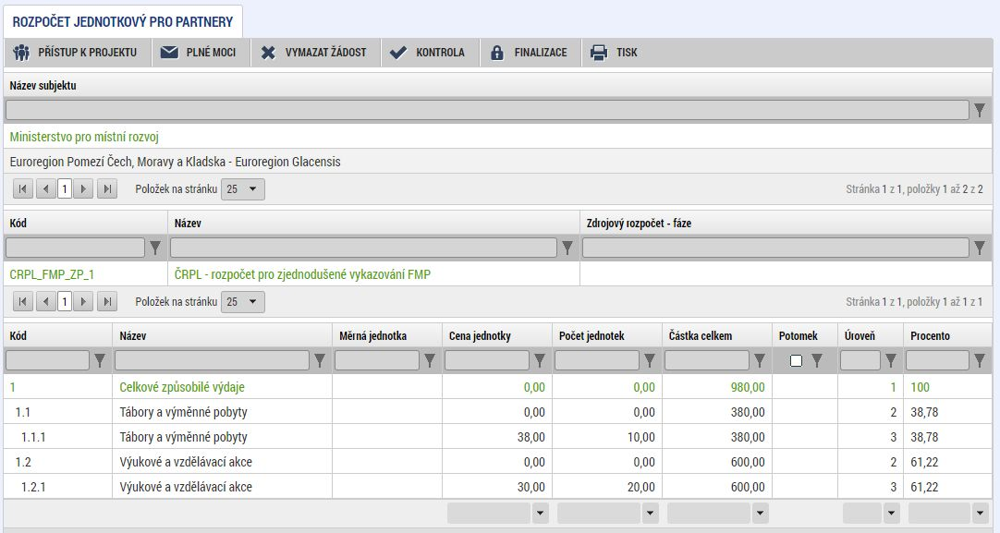 ROZPOČET JEDNOTKOVÝ PRO PARTNERY
PŘÍSTUP K PROJEKTU PLNÉ MOCI VYMAZAT ŽÁDOST KONTROLA FINALIZACE TISK
Název subjektu
Ministerstvo pro místní rozvoj
Euroregion Pomezí Čech, Moravy a Kladska - Euroregion Glacensis
1 Položek na stránku 25 Stránka 1 z 1, položky 1 až 2 z 2
Kód Název Zdrojový rozpočet - fáze
CRPL_FMP_ZP_1 ČRPL - rozpočet pro zjednodušené vykazování FMP
1 Položek na stránku 25 Stránka 1 z 1, položky 1 až 1 z 1
Kód Název Měrná jednotka Cena jednotky Počet jednotek Částka celkem Potomek Úroveň Procento
1 Celkové způsobilé výdaje 0,00 0,00 980,00 1 100
1.1 Tábory a výměnné pobyty 0,00 0,00 380,00 2 38,78
1.1.1 Tábory a výměnné pobyty 38,00 10,00 380,00 3 38,78
1.2 Výukové a vzdělávací akce 0,00 0,00 600,00 2 61,22
1.2.1 Výukové a vzdělávací akce 30,00 20,00 600,00 3 61,22